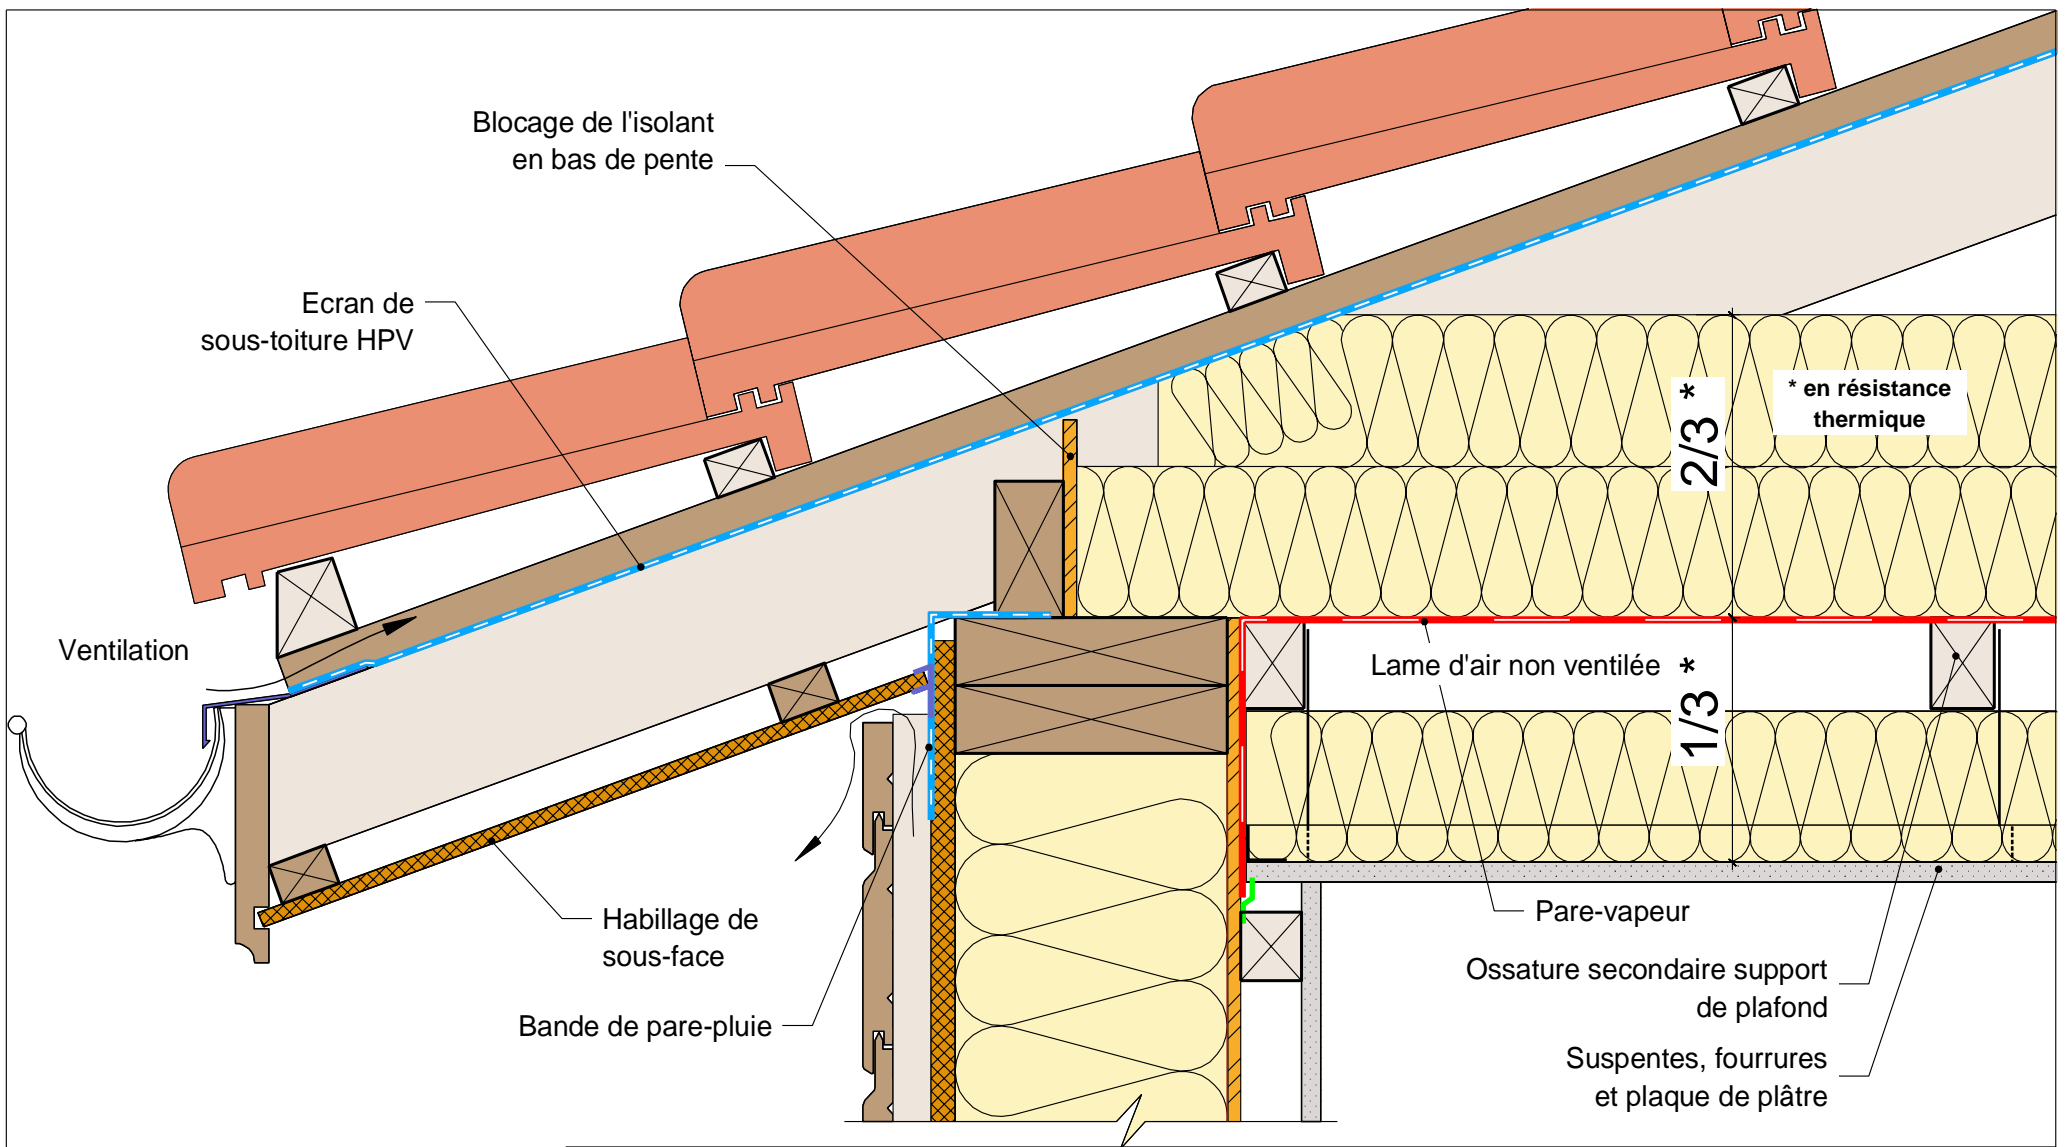 Blocage de l'isolant
en bas de pente
Ecran de
sous-toiture HPV
Ventilation
2/3 *
* en résistance
thermique
Lame d'air non ventilée
1/3 *
Habillage de
sous-face
Bande de pare-pluie
Pare-vapeur
Ossature secondaire support
de plafond
Suspentes, fourrures
et plaque de plâtre